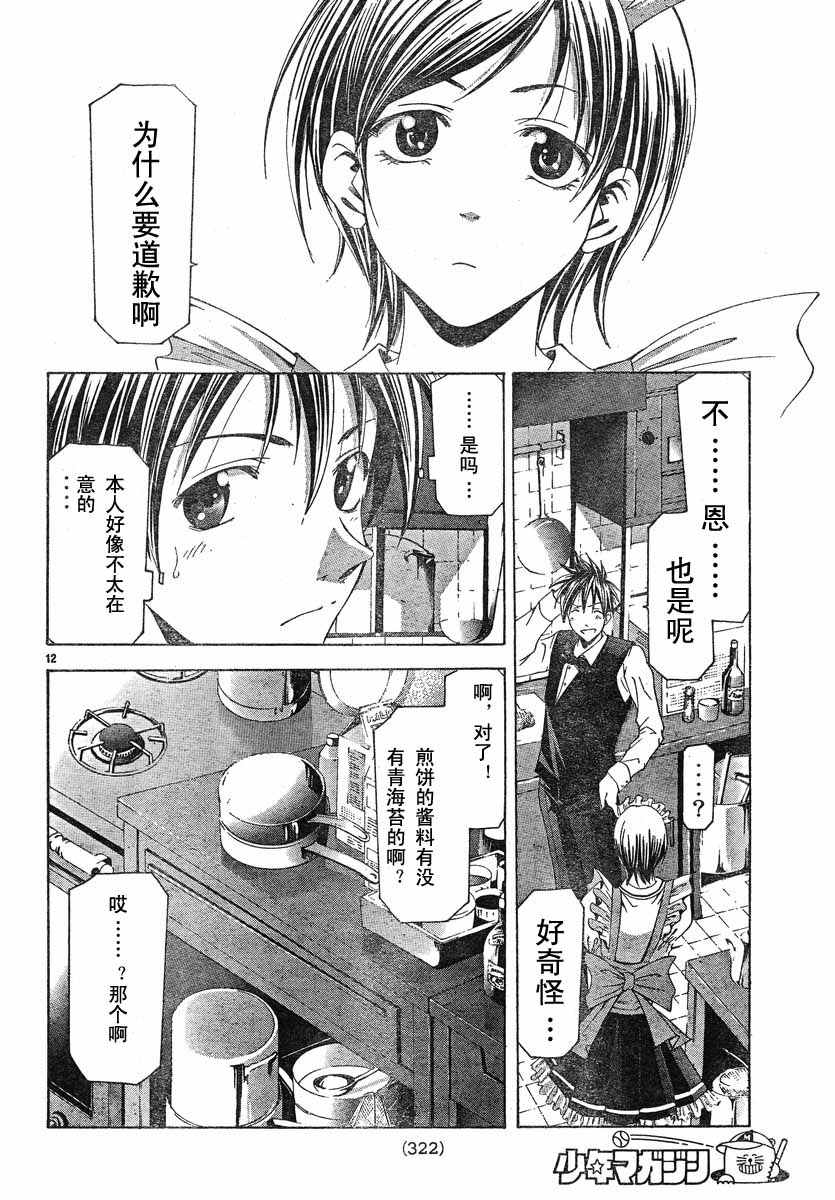 为什么要道歉啊
不……恩……
也是呢
……？
好奇怪…
……
是吗…
本人好像不太在
意的
……
12
啊，对了！
煎饼的酱料有没
有青海苔的啊？
哎……？那个啊
(322)
少年マガジン